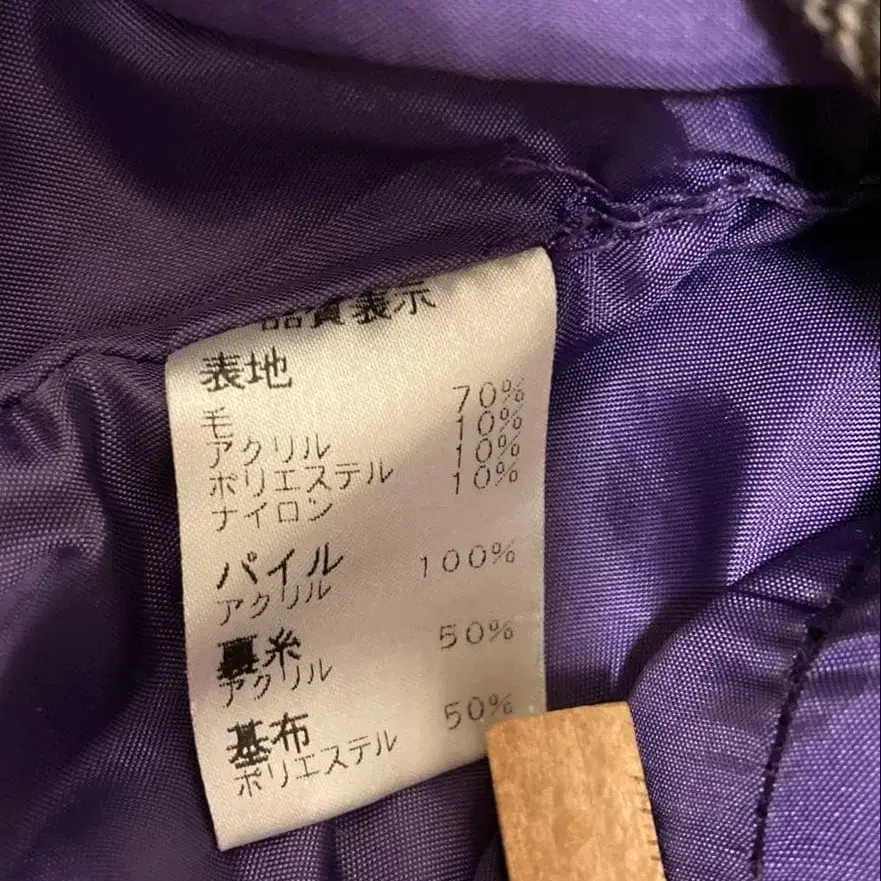 品質表示
表地
毛 70%
アクリル 10%
ポリエステル 10%
ナイロン 10%
パイル
アクリル 100%
裏糸
アクリル 50%
基布
ポリエステル 50%